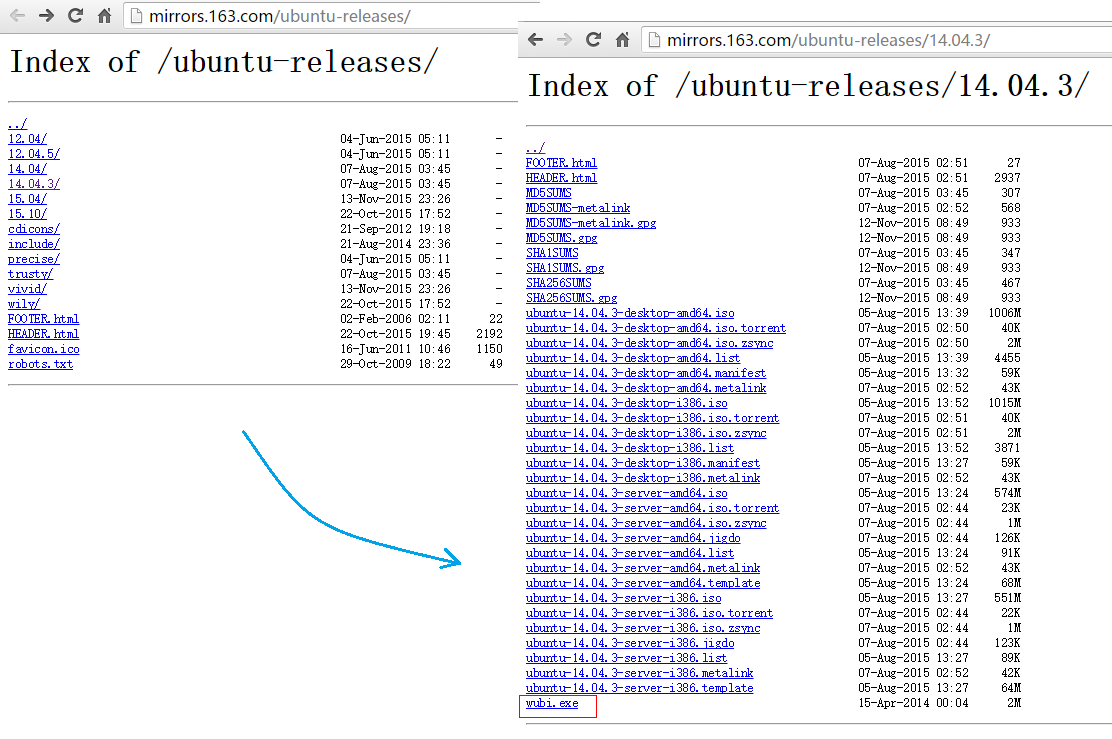 mirrors.163.com/ubuntu-releases/
Index of /ubuntu-releases/
../
12.04/ 04-Jun-2015 05:11 -
12.04.5/ 04-Jun-2015 05:11 -
14.04/ 07-Aug-2015 03:45 -
14.04.3/ 07-Aug-2015 03:45 -
15.04/ 13-Nov-2015 23:26 -
15.10/ 22-Oct-2015 17:52 -
cdicons/ 21-Sep-2012 19:18 -
include/ 21-Aug-2014 23:36 -
precise/ 04-Jun-2015 05:11 -
trusty/ 07-Aug-2015 03:45 -
vivid/ 13-Nov-2015 23:26 -
wily/ 22-Oct-2015 17:52 -
FOOTER.html 02-Feb-2006 02:11 22
HEADER.html 22-Oct-2015 19:45 2192
favicon.ico 16-Jun-2011 10:46 1150
robots.txt 29-Oct-2009 18:22 49
mirrors.163.com/ubuntu-releases/14.04.3/
Index of /ubuntu-releases/14.04.3/
../
FOOTER.html 07-Aug-2015 02:51 27
HEADER.html 07-Aug-2015 02:51 2937
MD5SUMS 07-Aug-2015 03:45 307
MD5SUMS-metalink 07-Aug-2015 02:52 568
MD5SUMS-metalink.gpg 12-Nov-2015 08:49 933
MD5SUMS.gpg 12-Nov-2015 08:49 933
SHA1SUMS 07-Aug-2015 03:45 347
SHA1SUMS.gpg 12-Nov-2015 08:49 933
SHA256SUMS 07-Aug-2015 03:45 467
SHA256SUMS.gpg 12-Nov-2015 08:49 933
ubuntu-14.04.3-desktop-amd64.iso 05-Aug-2015 13:39 1006M
ubuntu-14.04.3-desktop-amd64.iso.torrent 07-Aug-2015 02:50 40K
ubuntu-14.04.3-desktop-amd64.iso.zsync 07-Aug-2015 02:50 2M
ubuntu-14.04.3-desktop-amd64.list 05-Aug-2015 13:39 4455
ubuntu-14.04.3-desktop-amd64.manifest 05-Aug-2015 13:32 59K
ubuntu-14.04.3-desktop-amd64.metalink 07-Aug-2015 02:52 43K
ubuntu-14.04.3-desktop-i386.iso 05-Aug-2015 13:52 1015M
ubuntu-14.04.3-desktop-i386.iso.torrent 07-Aug-2015 02:51 40K
ubuntu-14.04.3-desktop-i386.iso.zsync 07-Aug-2015 02:51 2M
ubuntu-14.04.3-desktop-i386.list 05-Aug-2015 13:52 3871
ubuntu-14.04.3-desktop-i386.manifest 05-Aug-2015 13:27 59K
ubuntu-14.04.3-desktop-i386.metalink 07-Aug-2015 02:52 43K
ubuntu-14.04.3-server-amd64.iso 05-Aug-2015 13:24 574M
ubuntu-14.04.3-server-amd64.iso.torrent 07-Aug-2015 02:44 23K
ubuntu-14.04.3-server-amd64.iso.zsync 07-Aug-2015 02:44 1M
ubuntu-14.04.3-server-amd64.jigdo 07-Aug-2015 02:44 126K
ubuntu-14.04.3-server-amd64.list 05-Aug-2015 13:24 91K
ubuntu-14.04.3-server-amd64.metalink 07-Aug-2015 02:52 43K
ubuntu-14.04.3-server-amd64.template 05-Aug-2015 13:24 68M
ubuntu-14.04.3-server-i386.iso 05-Aug-2015 13:27 551M
ubuntu-14.04.3-server-i386.iso.torrent 07-Aug-2015 02:44 22K
ubuntu-14.04.3-server-i386.iso.zsync 07-Aug-2015 02:44 1M
ubuntu-14.04.3-server-i386.jigdo 07-Aug-2015 02:44 123K
ubuntu-14.04.3-server-i386.list 05-Aug-2015 13:27 89K
ubuntu-14.04.3-server-i386.metalink 07-Aug-2015 02:52 42K
ubuntu-14.04.3-server-i386.template 05-Aug-2015 13:27 64M
wubi.exe 15-Apr-2014 00:04 2M